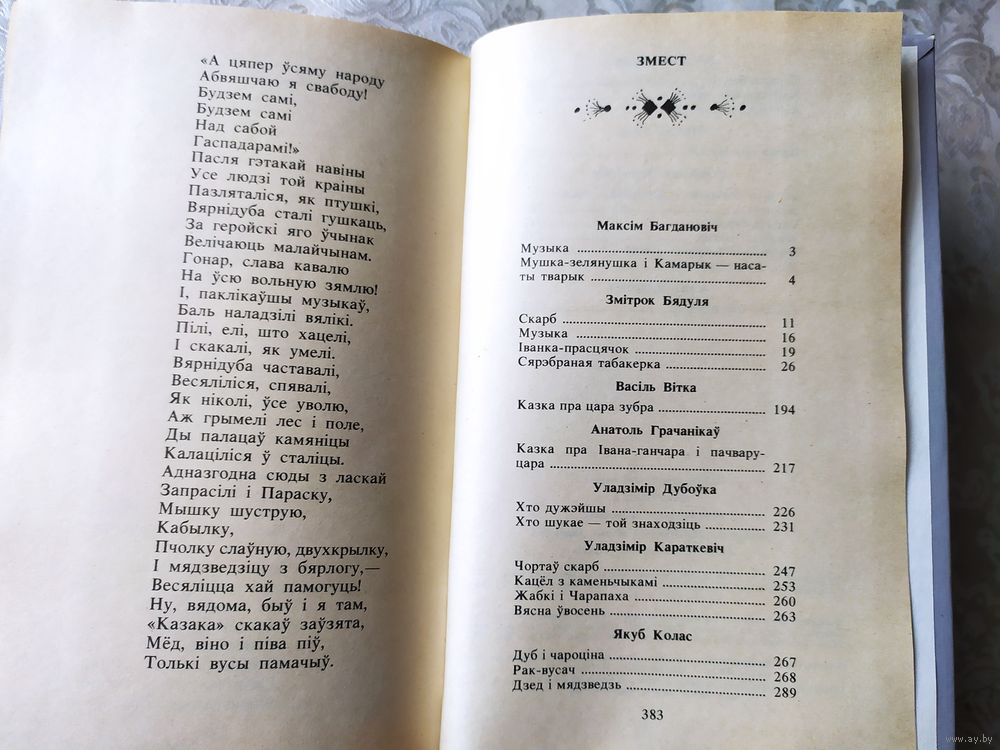 «А цяпер ўсяму народу
Абвяшчаю я свабоду!
Будзем самі,
Будзем самі
Над сабой
Гаспадарамі!»
Пасля гэтакай навіны
Усе людзі той краіны
Пазляталіся, як птушкі,
Вярнідуба сталі гушкаць,
За геройскі яго ўчынак
Велічаюць малайчынам.
Гонар, слава кавалю
На ўсю вольную зямлю!
І, паклікаўшы музыкаў,
Баль наладзілі вялікі.
Пілі, елі, што хацелі,
І скакалі, як умелі.
Вярнідуба частавалі,
Весяліліся, спявалі,
Як ніколі, ўсе уволю,
Аж грымелі лес і поле,
Ды палацаў камяніцы
Калаціліся ў сталіцы.
Адназгодна сюды з ласкай
Запрасілі і Параску,
Мышку шуструю,
Кабылку,
Пчолку слаўную, двухкрылку,
І мядзведзіцу з бярлогу,—
Весяліцца хай памогуць!
Ну, вядома, быў і я там,
«Казака» скакаў заўзята,
Мёд, віно і піва піў,
Толькі вусы памачыў.
ЗМЕСТ
Максім Багдановіч
Музыка 3
Мушка-зелянушка і Камарык — наса-
ты тварык 4
Змітрок Бядуля
Скарб 11
Музыка 16
Іванка-прасцячок 19
Сярэбраная табакерка 26
Васіль Вітка
Казка пра цара зубра 194
Анатоль Грачанікаў
Казка пра Івана-ганчара і пачвару-
цара 217
Уладзімір Дубоўка
Хто дужэйшы 226
Хто шукае — той знаходзіць 231
Уладзімір Караткевіч
Чортаў скарб 247
Кацёл з каменьчыкамі 253
Жабкі і Чарапаха 260
Вясна ўвосень 263
Якуб Колас
Дуб і чароціна 267
Рак-вусач 268
Дзед і мядзведзь 289
383
www.ay.by